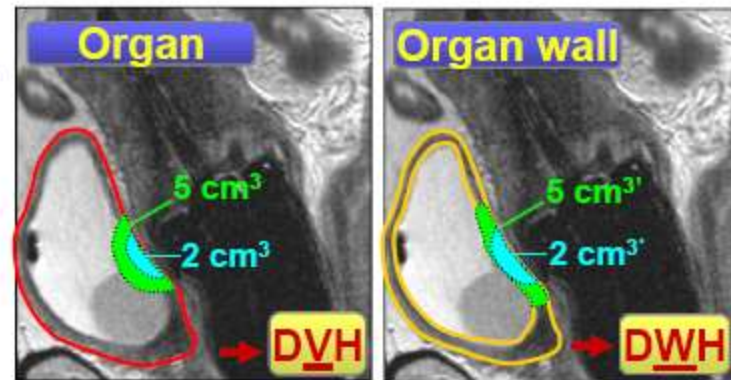 Organ
5 cm³
2 cm³
DVH
Organ wall
5 cm³'
2 cm³'
DWH